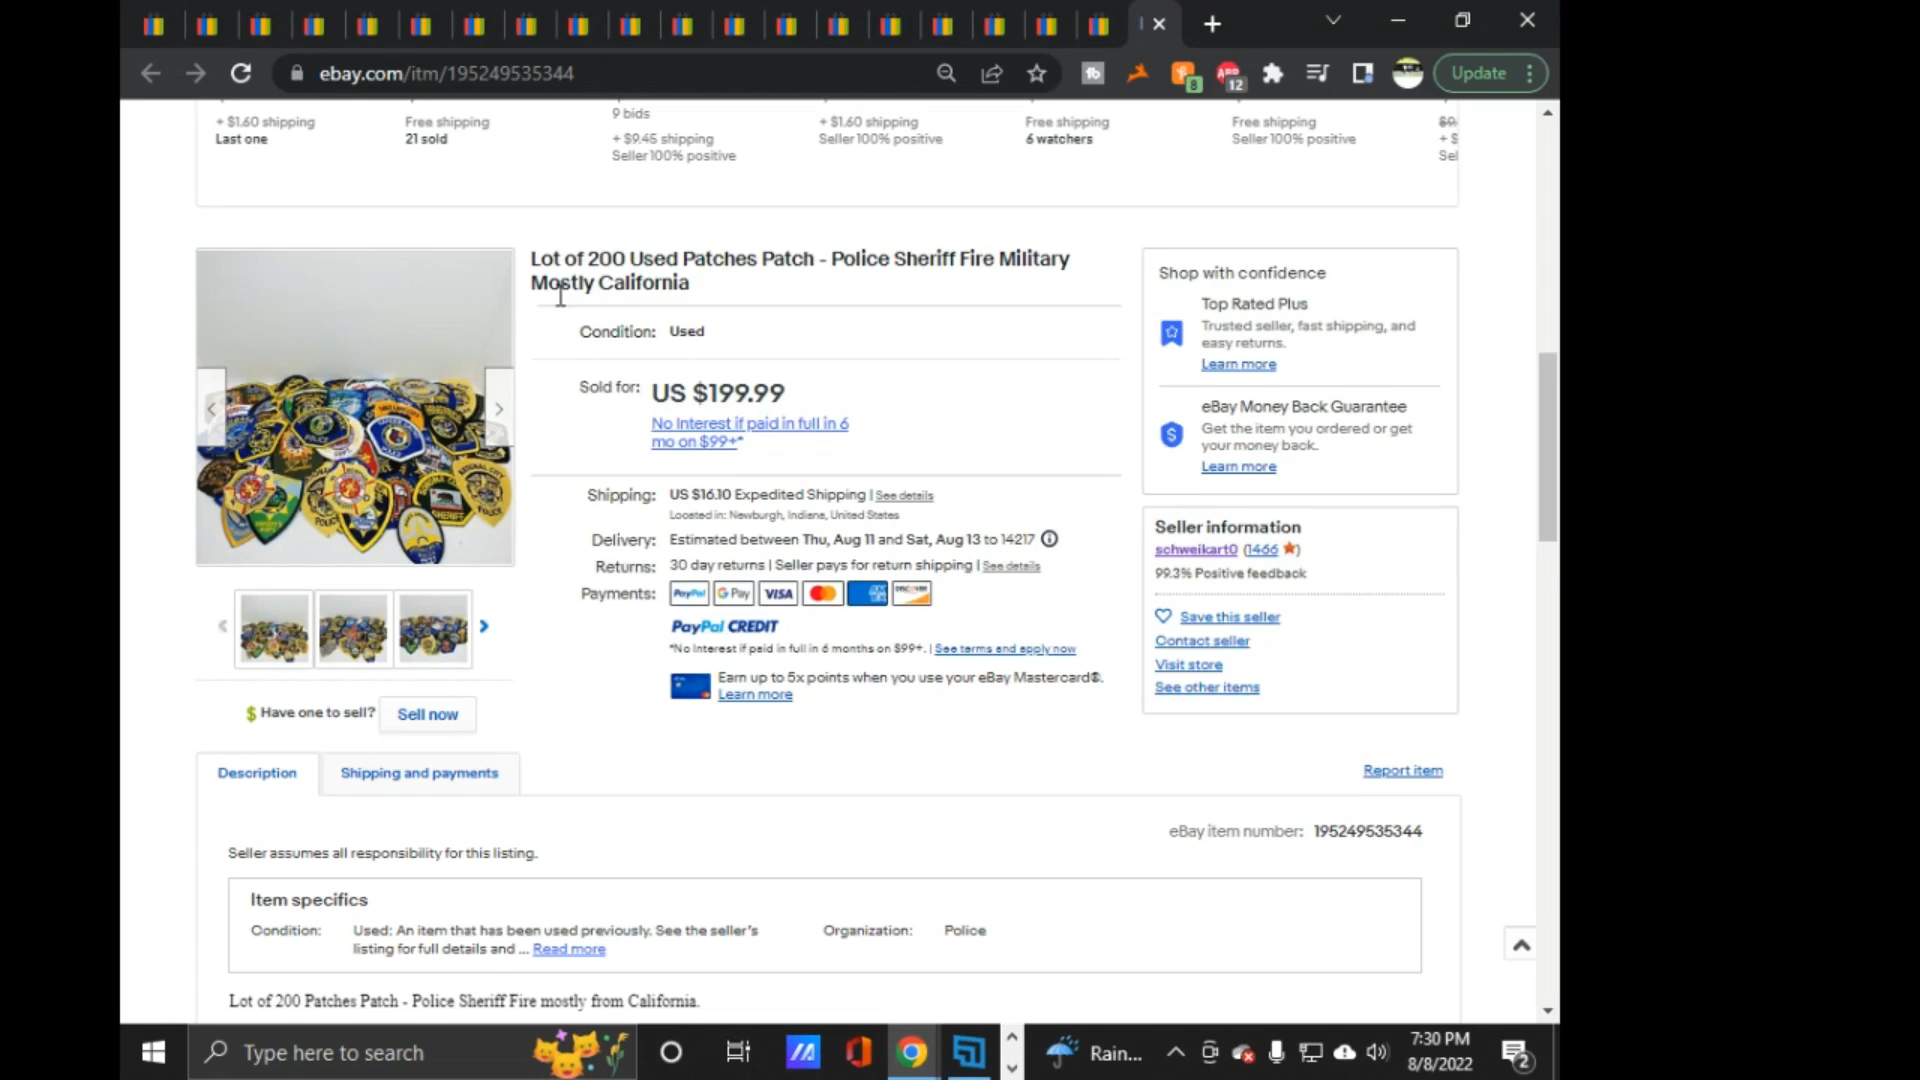 ebay.com/itm/195249535344
8
ABP
12
Update
9 bids
+ $1.60 shipping
Last one
Free shipping
21 sold
+ $9.45 shipping
Seller 100% positive
+ $1.60 shipping
Seller 100% positive
Free shipping
6 watchers
Free shipping
Seller 100% positive
$9.
+ $
Sel
Lot of 200 Used Patches Patch - Police Sheriff Fire Military
Mostly California
Condition: Used
Sold for: US $199.99
No Interest if paid in full in 6
mo on $99+*
Shipping: US $16.10 Expedited Shipping | See details
Located in: Newburgh, Indiana, United States
Delivery: Estimated between Thu, Aug 11 and Sat, Aug 13 to 14217
Returns: 30 day returns | Seller pays for return shipping | See details
Payments: PayPal G Pay VISA DISCOVER
PayPal CREDIT
*No Interest if paid in full in 6 months on $99+. | See terms and apply now
Earn up to 5x points when you use your eBay Mastercard®.
Learn more
Shop with confidence
Top Rated Plus
Trusted seller, fast shipping, and
easy returns.
Learn more
eBay Money Back Guarantee
Get the item you ordered or get
your money back.
Learn more
Seller information
schweikart0 (1466 )
99.3% Positive feedback
Save this seller
Contact seller
Visit store
See other items
$ Have one to sell? Sell now
Description
Shipping and payments
Report item
eBay item number: 195249535344
Seller assumes all responsibility for this listing.
Item specifics
Condition: Used: An item that has been used previously. See the seller's
listing for full details and ... Read more
Organization: Police
Lot of 200 Patches Patch - Police Sheriff Fire mostly from California.
Type here to search
Rain...
7:30 PM
8/8/2022
2